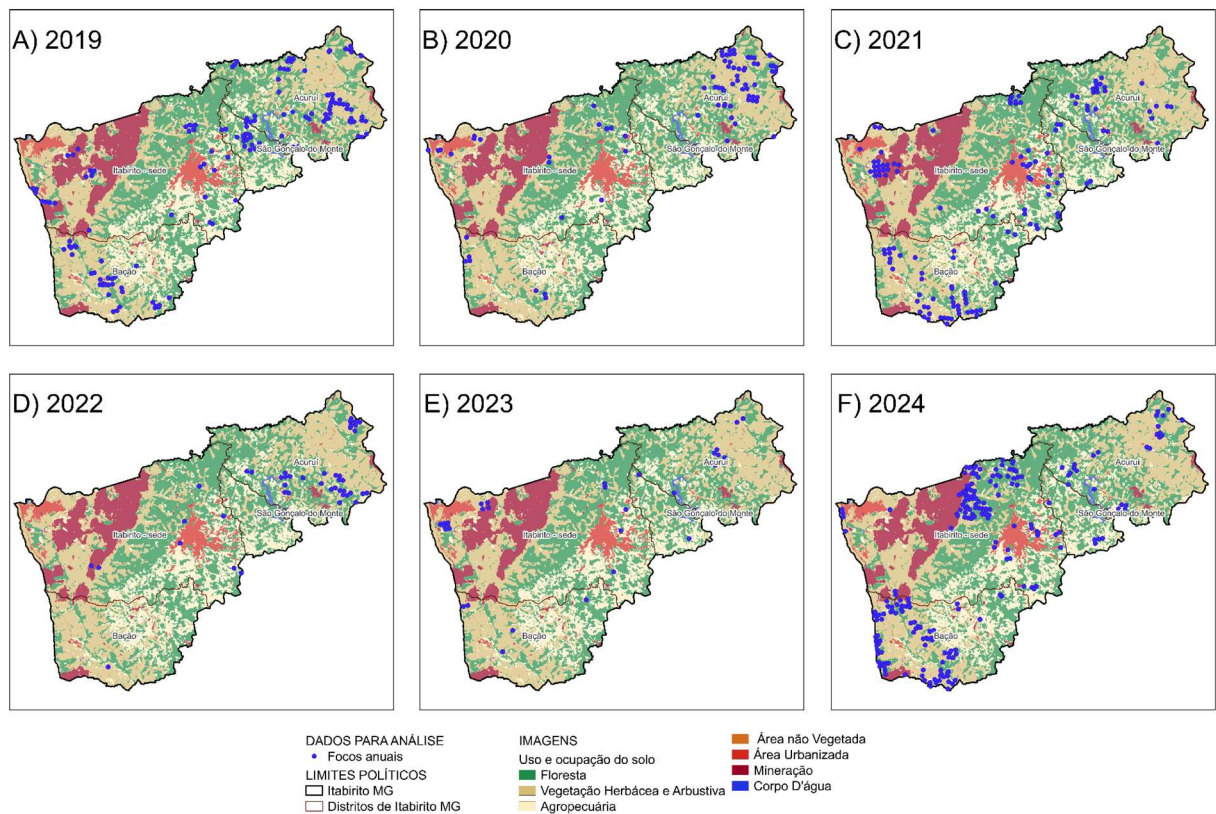 A) 2019
Acuruí
São Gonçalo do Monte
Itabirito - sede
Bação
B) 2020
Acuruí
São Gonçalo do Monte
Itabirito - sede
Bação
C) 2021
Acuruí
São Gonçalo do Monte
Itabirito - sede
Bação
D) 2022
Acuruí
São Gonçalo do Monte
Itabirito - sede
Bação
E) 2023
Acuruí
São Gonçalo do Monte
Itabirito - sede
Bação
F) 2024
Acuruí
São Gonçalo do Monte
Itabirito - sede
Bação
DADOS PARA ANÁLISE
Focos anuais
LIMITES POLÍTICOS
Itabirito MG
Distritos de Itabirito MG
IMAGENS
Uso e ocupação do solo
Floresta
Vegetação Herbácea e Arbustiva
Agropecuária
Área não Vegetada
Área Urbanizada
Mineração
Corpo D'água